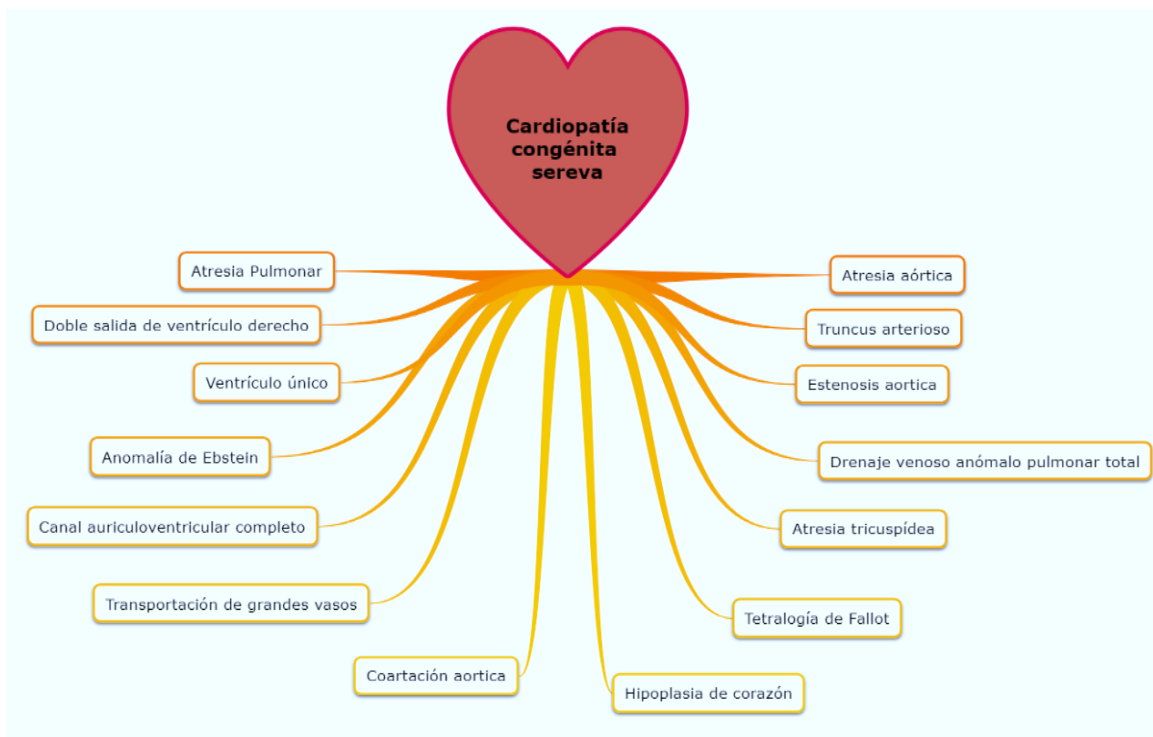 Cardiopatía
congénita
sereva
Atresia Pulmonar
Doble salida de ventrículo derecho
Ventrículo único
Anomalía de Ebstein
Canal auriculoventricular completo
Transportación de grandes vasos
Coartación aortica
Atresia aórtica
Truncus arterioso
Estenosis aortica
Drenaje venoso anómalo pulmonar total
Atresia tricuspídea
Tetralogía de Fallot
Hipoplasia de corazón